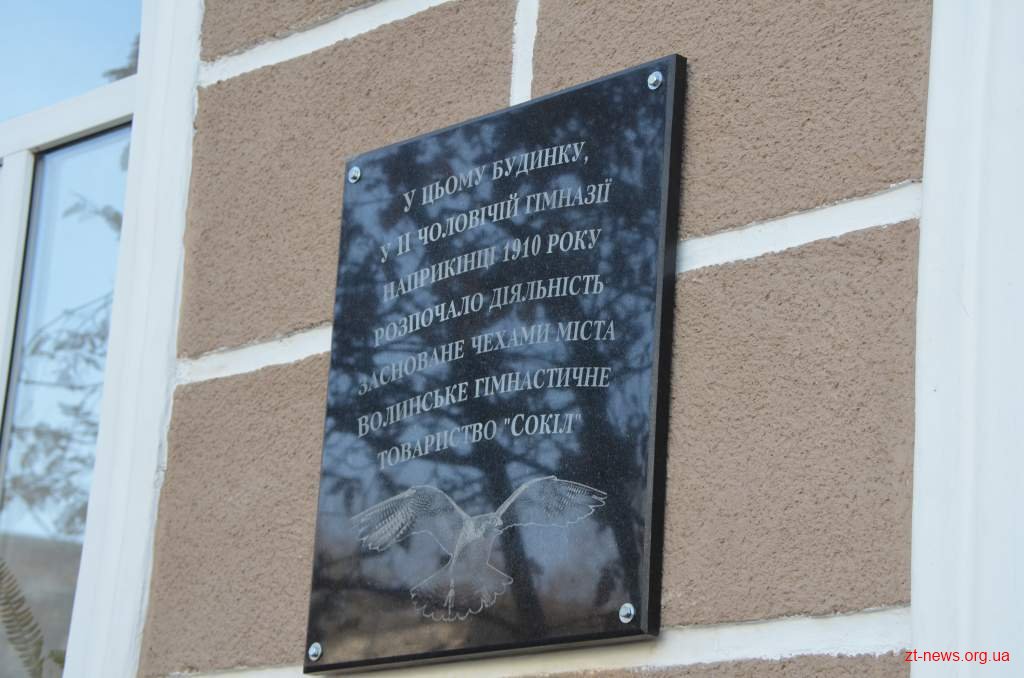 У ЦЬОМУ БУДИНКУ,
У ІІ ЧОЛОВІЧІЙ ГІМНАЗІЇ
НАПРИКІНЦІ 1910 РОКУ
РОЗПОЧАЛО ДІЯЛЬНІСТЬ
ЗАСНОВАНЕ ЧЕХАМИ МІСТА
ВОЛИНСЬКЕ ГІМНАСТИЧНЕ
ТОВАРИСТВО "СОКІЛ"
zt-news.org.ua